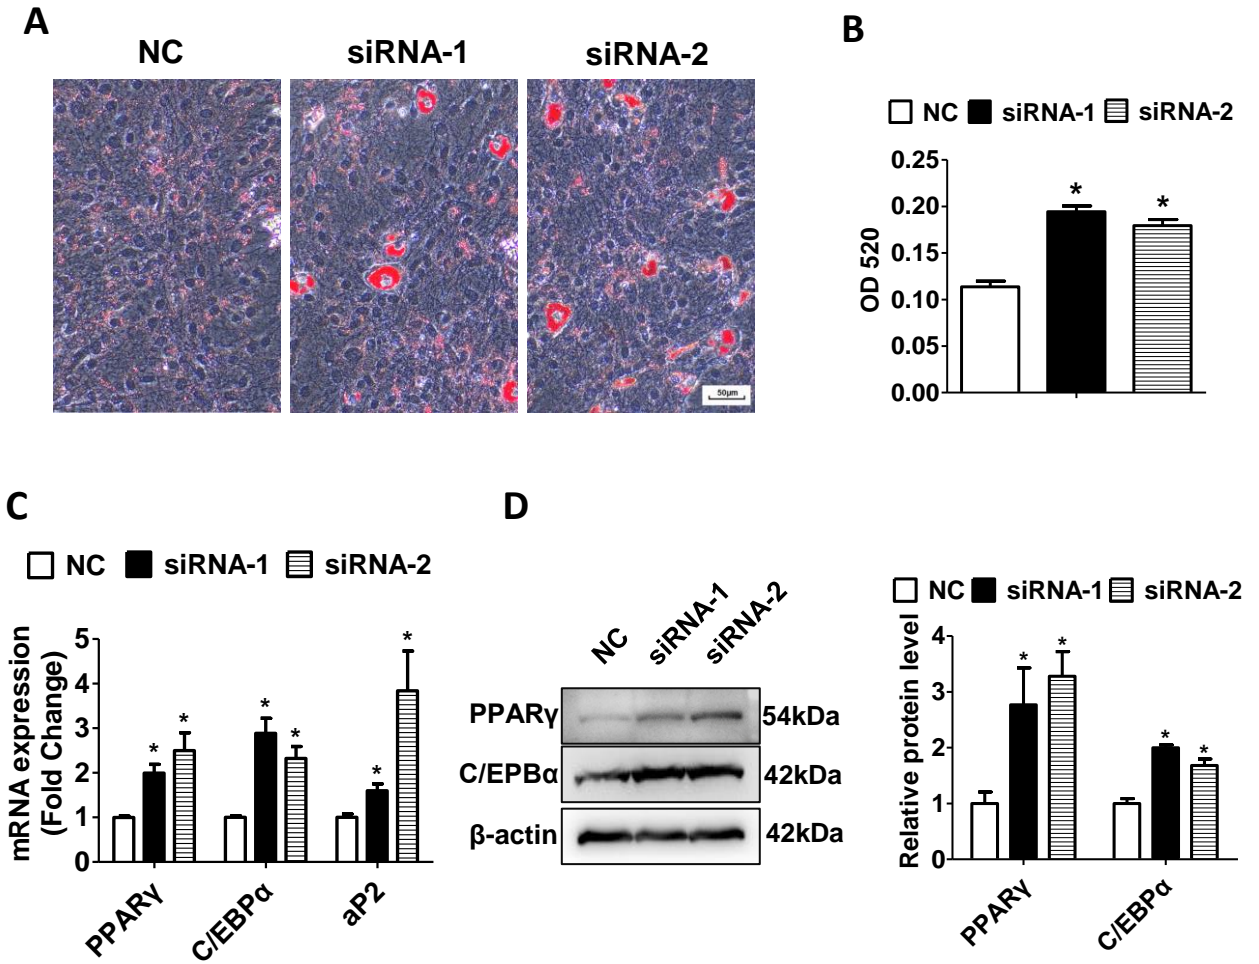 A
NC
siRNA-1
siRNA-2
50μm
B
NC
siRNA-1
siRNA-2
OD 520
0.25
0.20
0.15
0.10
0.05
0.00
*
*
C
NC
siRNA-1
siRNA-2
mRNA expression
(Fold Change)
5
4
3
2
1
0
*
*
*
*
*
*
PPARγ
C/EBPα
aP2
D
NC
siRNA-1
siRNA-2
PPARγ
54kDa
C/EPBα
42kDa
β-actin
42kDa
NC
siRNA-1
siRNA-2
Relative protein level
4
3
2
1
0
*
*
*
*
PPARγ
C/EBPα